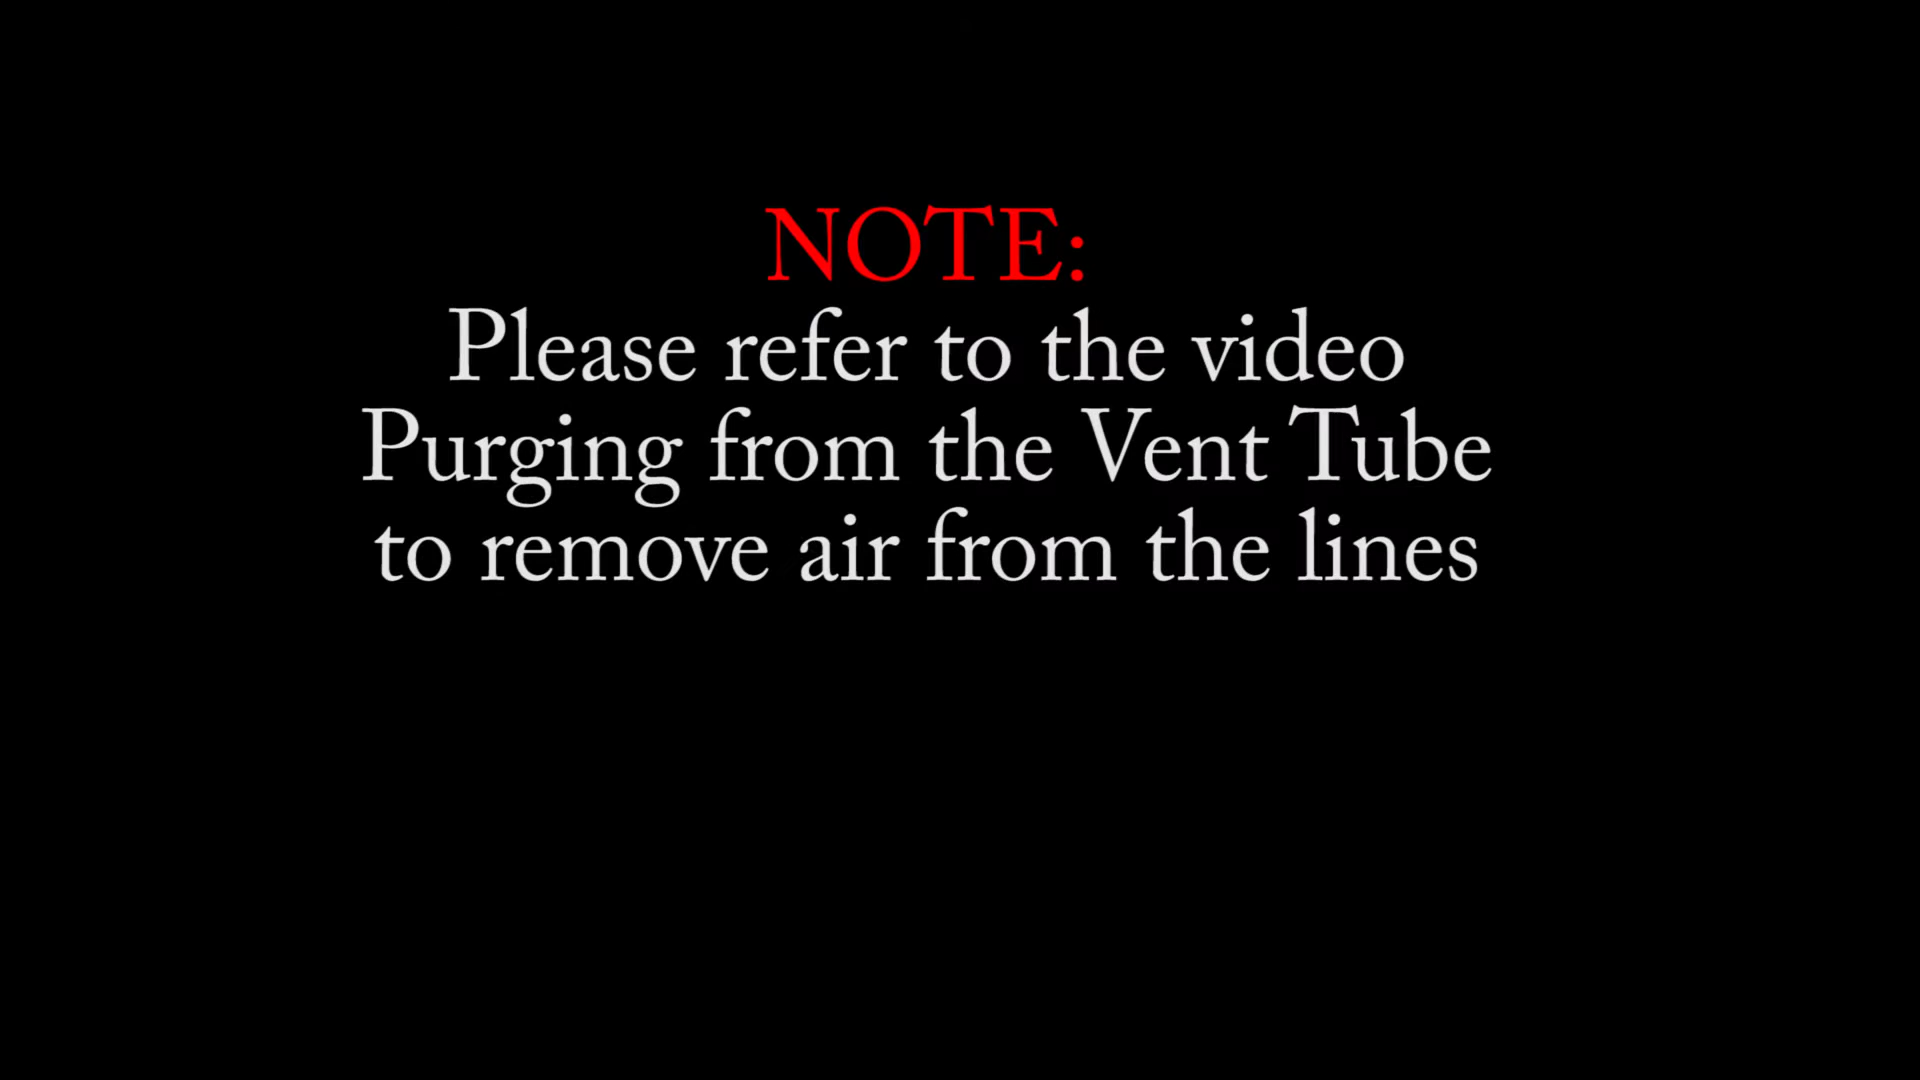 NOTE:
Please refer to the video
Purging from the Vent Tube
to remove air from the lines